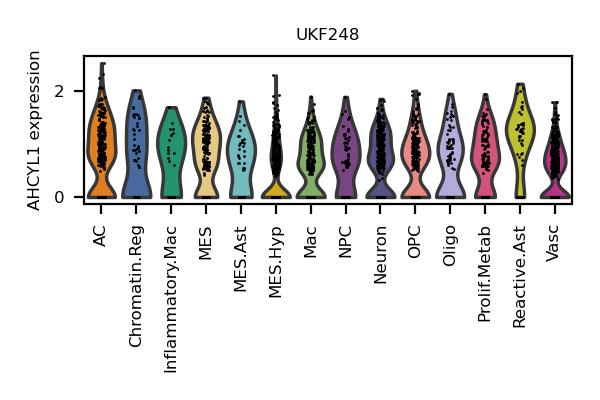 UKF248
AHCYL1 expression
2
0
AC
Chromatin.Reg
Inflammatory.Mac
MES
MES.Ast
MES.Hyp
Mac
NPC
Neuron
OPC
Oligo
Prolif.Metab
Reactive.Ast
Vasc